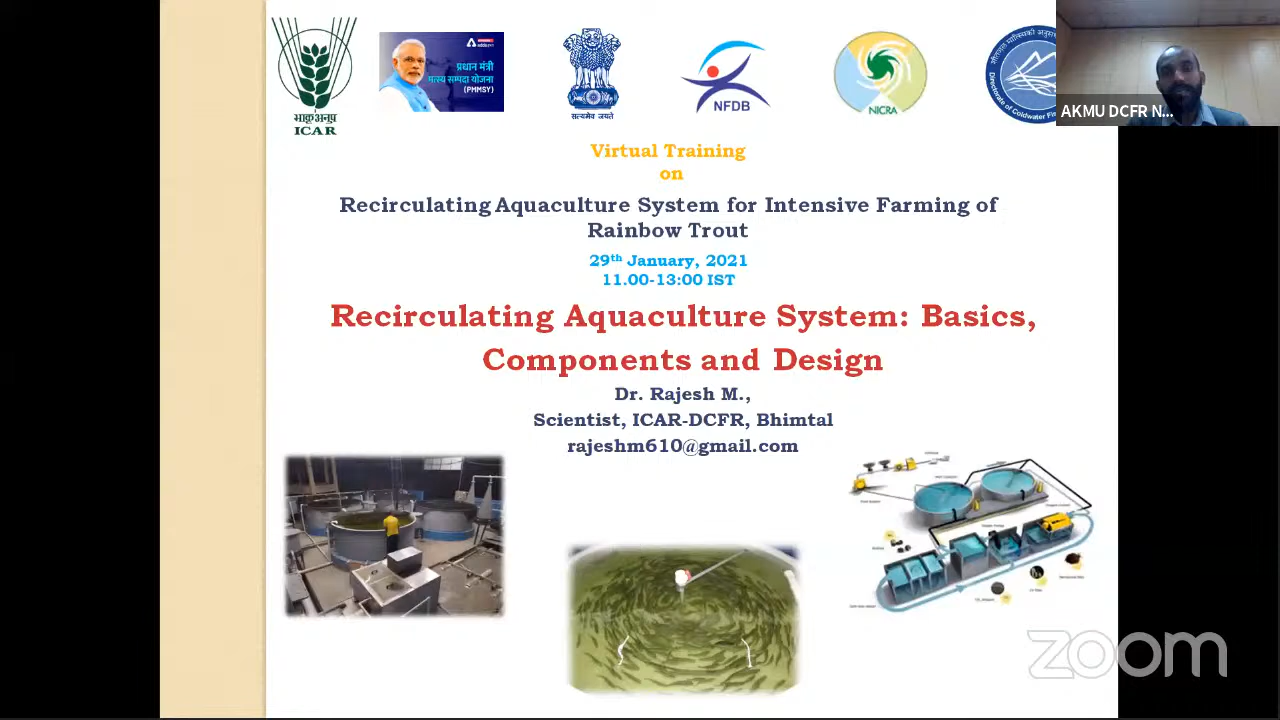 भाकृअनुप
ICAR
प्रधान मंत्री
मत्स्य सम्पदा योजना
(PMMSY)
सत्यमेव जयते
NFDB
NICRA
Directorate of Coldwater
AKMU DCFR N...
Virtual Training
on
Recirculating Aquaculture System for Intensive Farming of
Rainbow Trout
29th January, 2021
11.00-13:00 IST
Recirculating Aquaculture System: Basics,
Components and Design
Dr. Rajesh M.,
Scientist, ICAR-DCFR, Bhimtal
rajeshm610@gmail.com
zoom